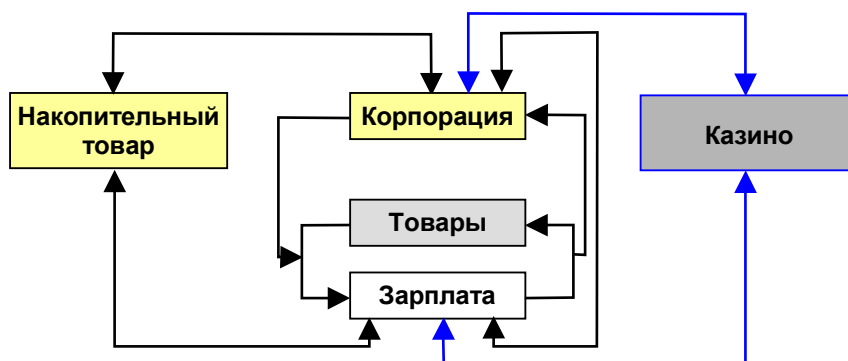 Накопительный
товар
Корпорация
Казино
Товары
Зарплата